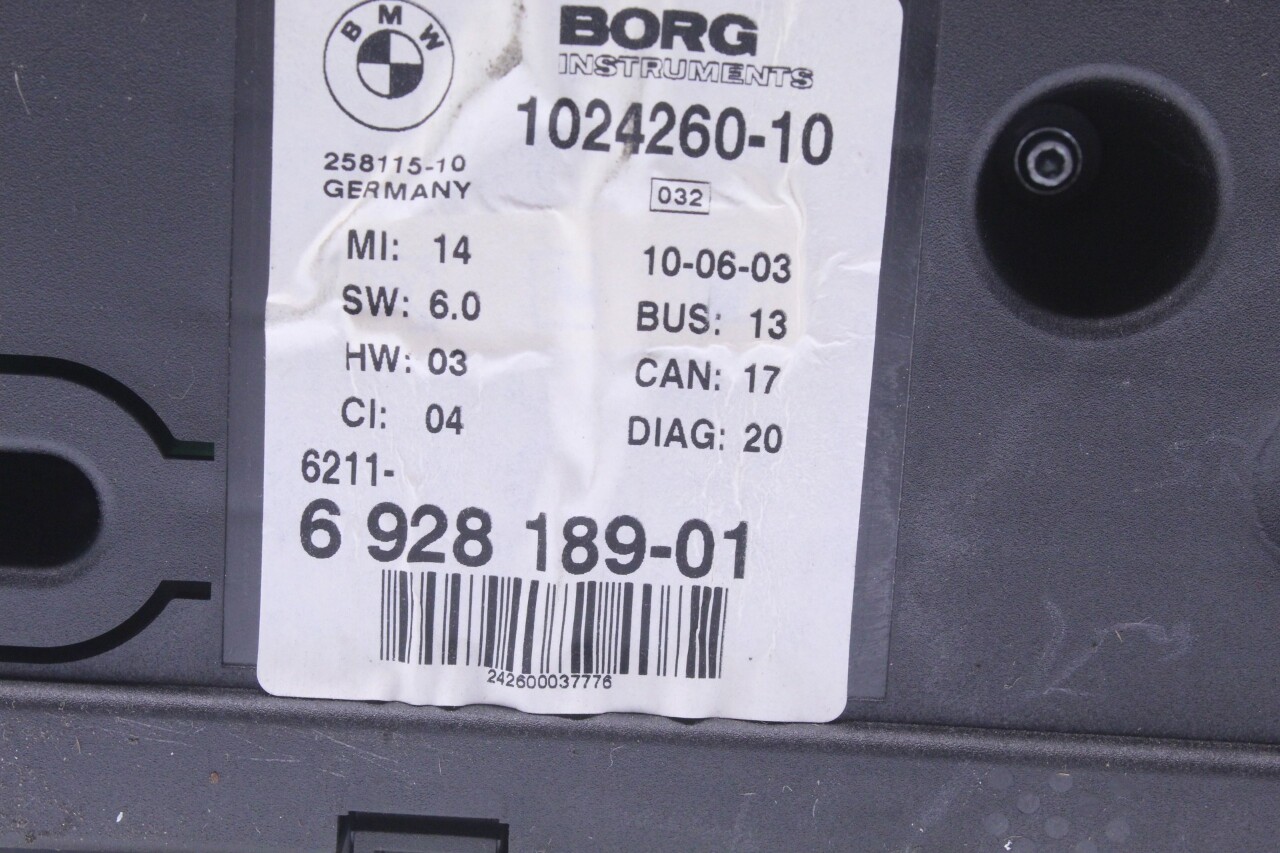 BMW
BORG
INSTRUMENTS
1024260-10
258115-10
GERMANY
032
MI: 14
10-06-03
SW: 6.0
BUS: 13
HW: 03
CAN: 17
CI: 04
DIAG: 20
6211-
6 928 189-01
242600037776